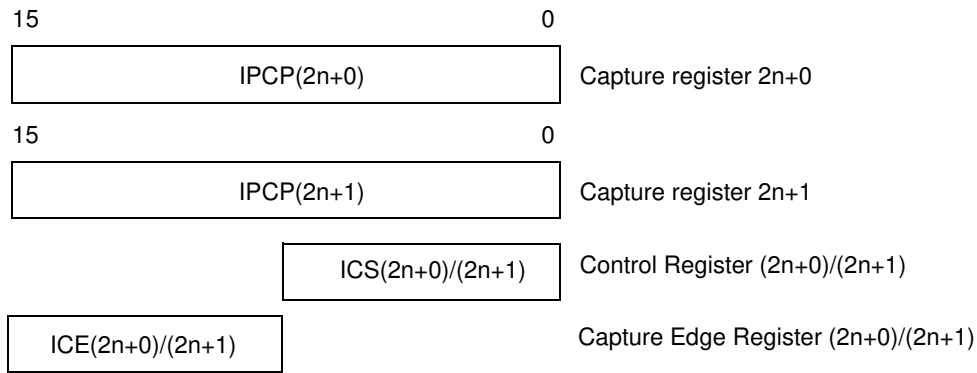 15 0
IPCP(2n+0) Capture register 2n+0
15 0
IPCP(2n+1) Capture register 2n+1
ICS(2n+0)/(2n+1) Control Register (2n+0)/(2n+1)
ICE(2n+0)/(2n+1) Capture Edge Register (2n+0)/(2n+1)